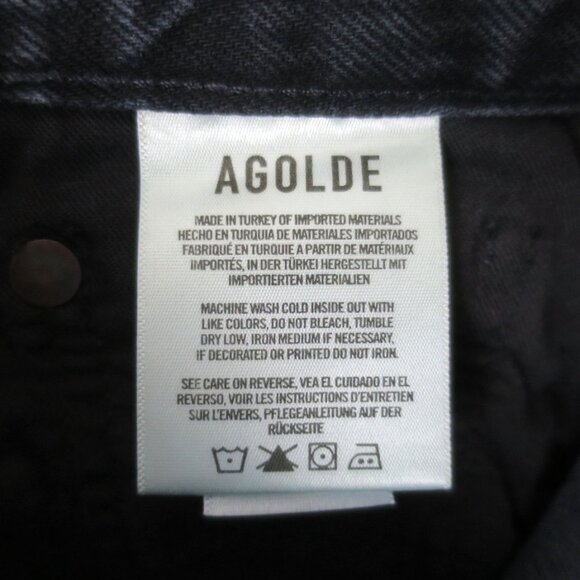 AGOLDE
MADE IN TURKEY OF IMPORTED MATERIALS
HECHO EN TURQUIA DE MATERIALES IMPORTADOS
FABRIQUÉ EN TURQUIE A PARTIR DE MATÉRIAUX
IMPORTÉS, IN DER TÜRKEI HERGESTELLT MIT
IMPORTIERTEN MATERIALIEN
MACHINE WASH COLD INSIDE OUT WITH
LIKE COLORS, DO NOT BLEACH, TUMBLE
DRY LOW, IRON MEDIUM IF NECESSARY,
IF DECORATED OR PRINTED DO NOT IRON.
SEE CARE ON REVERSE, VEA EL CUIDADO EN EL
REVERSO, VOIR LES INSTRUCTIONS D'ENTRETIEN
SUR L'ENVERS, PFLEGEANLEITUNG AUF DER
RÜCKSEITE